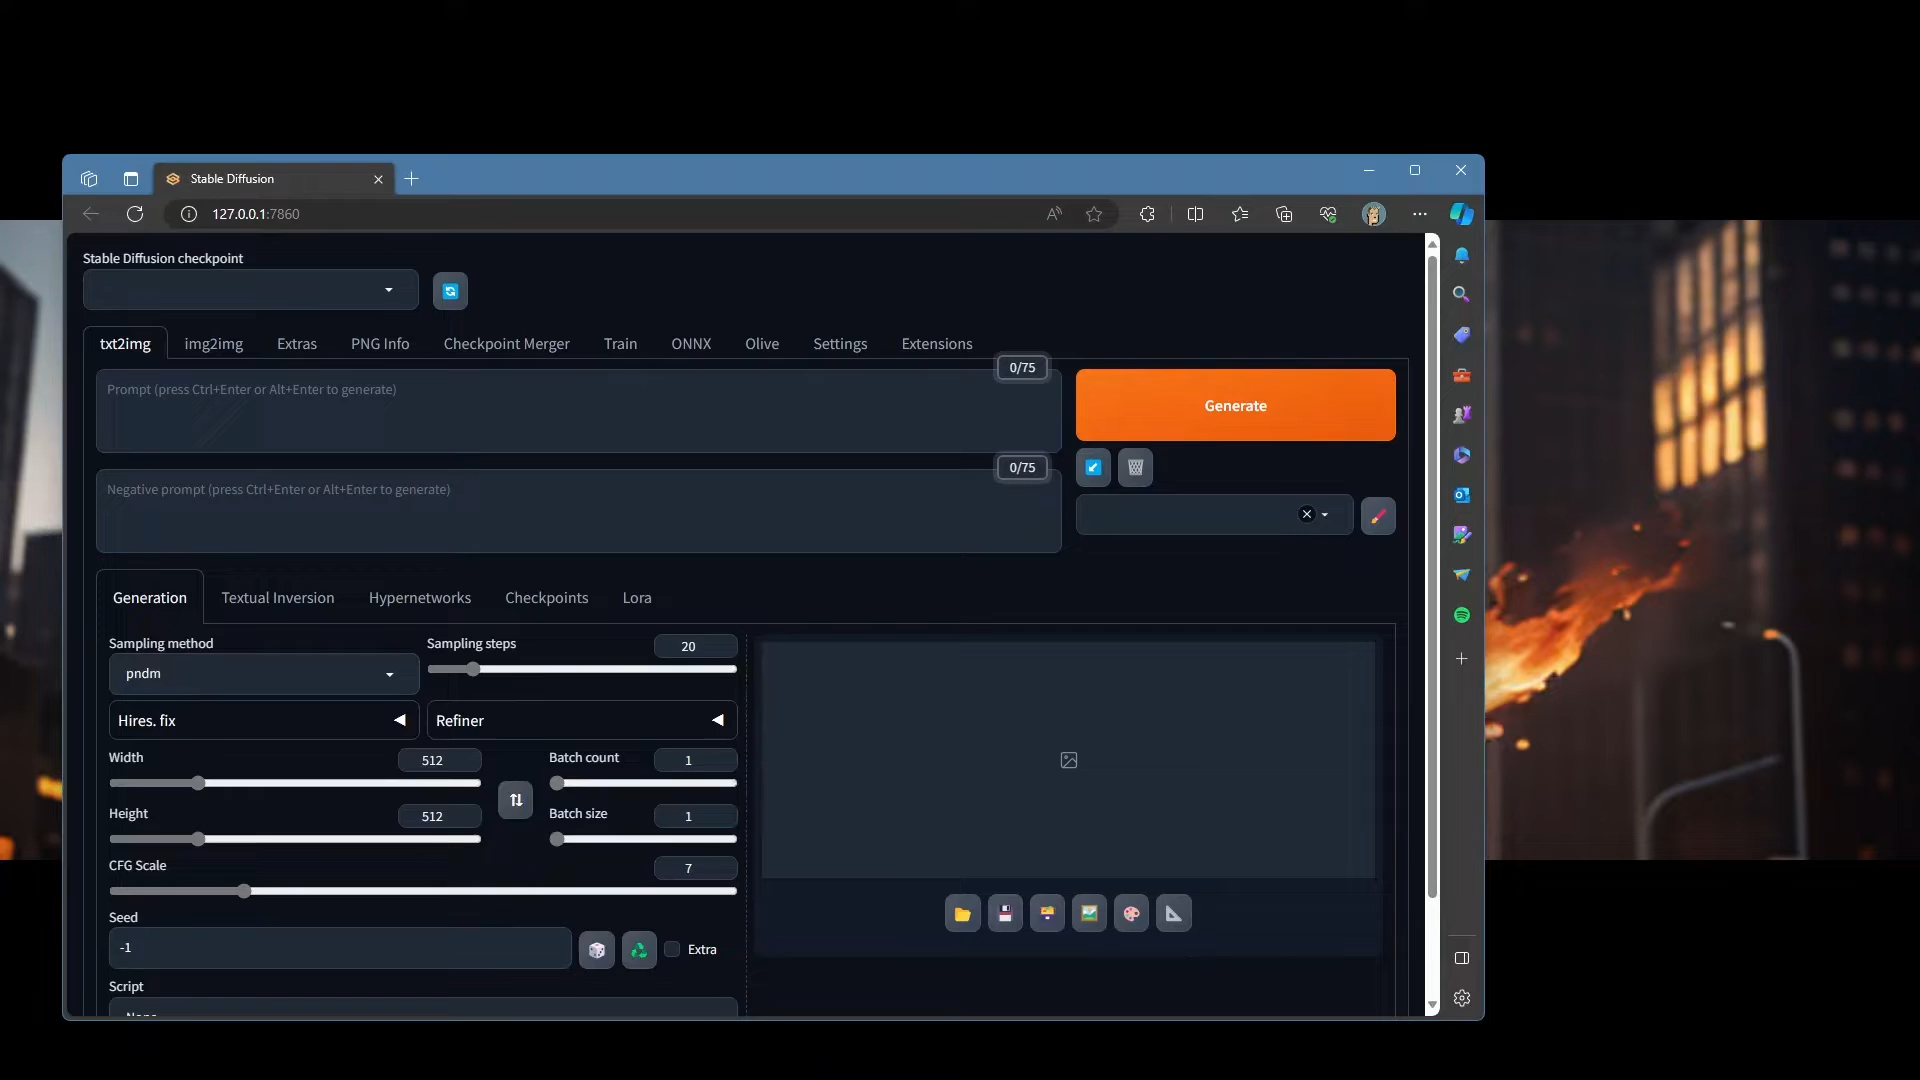 Stable Diffusion
127.0.0.1:7860
Stable Diffusion checkpoint
txt2img img2img Extras PNG Info Checkpoint Merger Train ONNX Olive Settings Extensions
0/75
Prompt (press Ctrl+Enter or Alt+Enter to generate)
Generate
0/75
Negative prompt (press Ctrl+Enter or Alt+Enter to generate)
Generation Textual Inversion Hypernetworks Checkpoints Lora
Sampling method Sampling steps 20
pndm
Hires. fix Refiner
Width 512 Batch count 1
Height 512 Batch size 1
CFG Scale 7
Seed
-1 Extra
Script
None